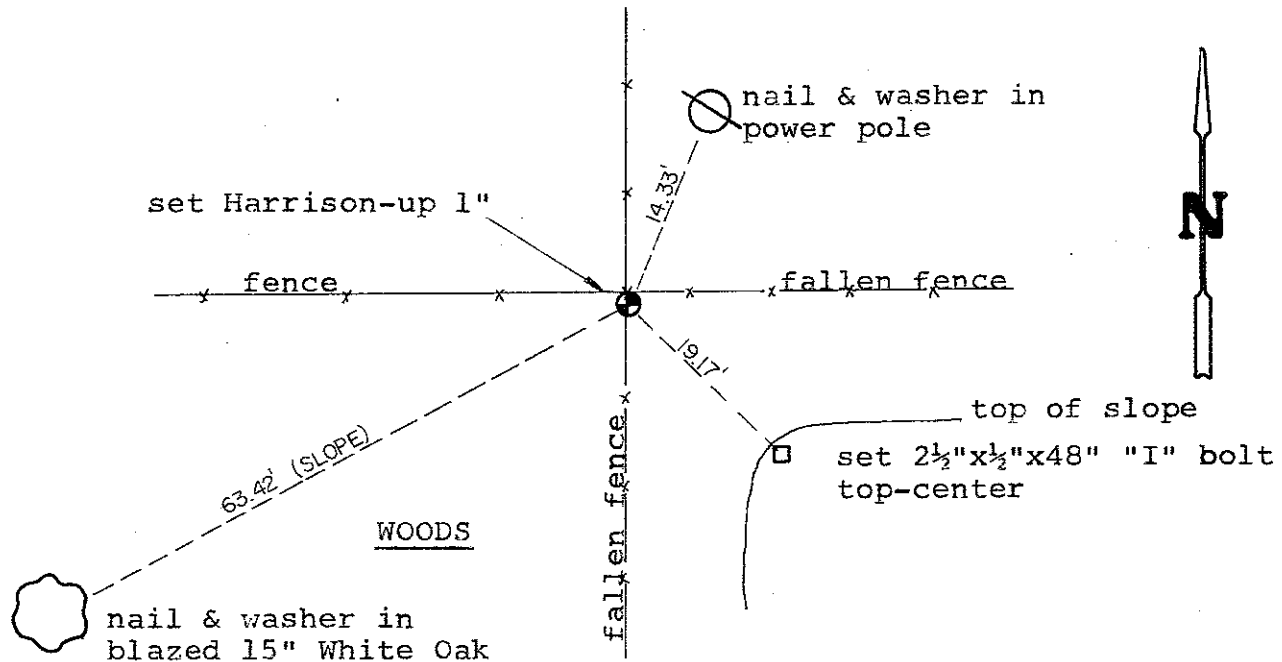 nail & washer in
power pole
14.33'
set Harrison-up 1"
N
fence
fallen fence
19.17'
top of slope
set 2½"x½"x48" "I" bolt
top-center
63.42' (SLOPE)
WOODS
fallen fence
nail & washer in
blazed 15" White Oak